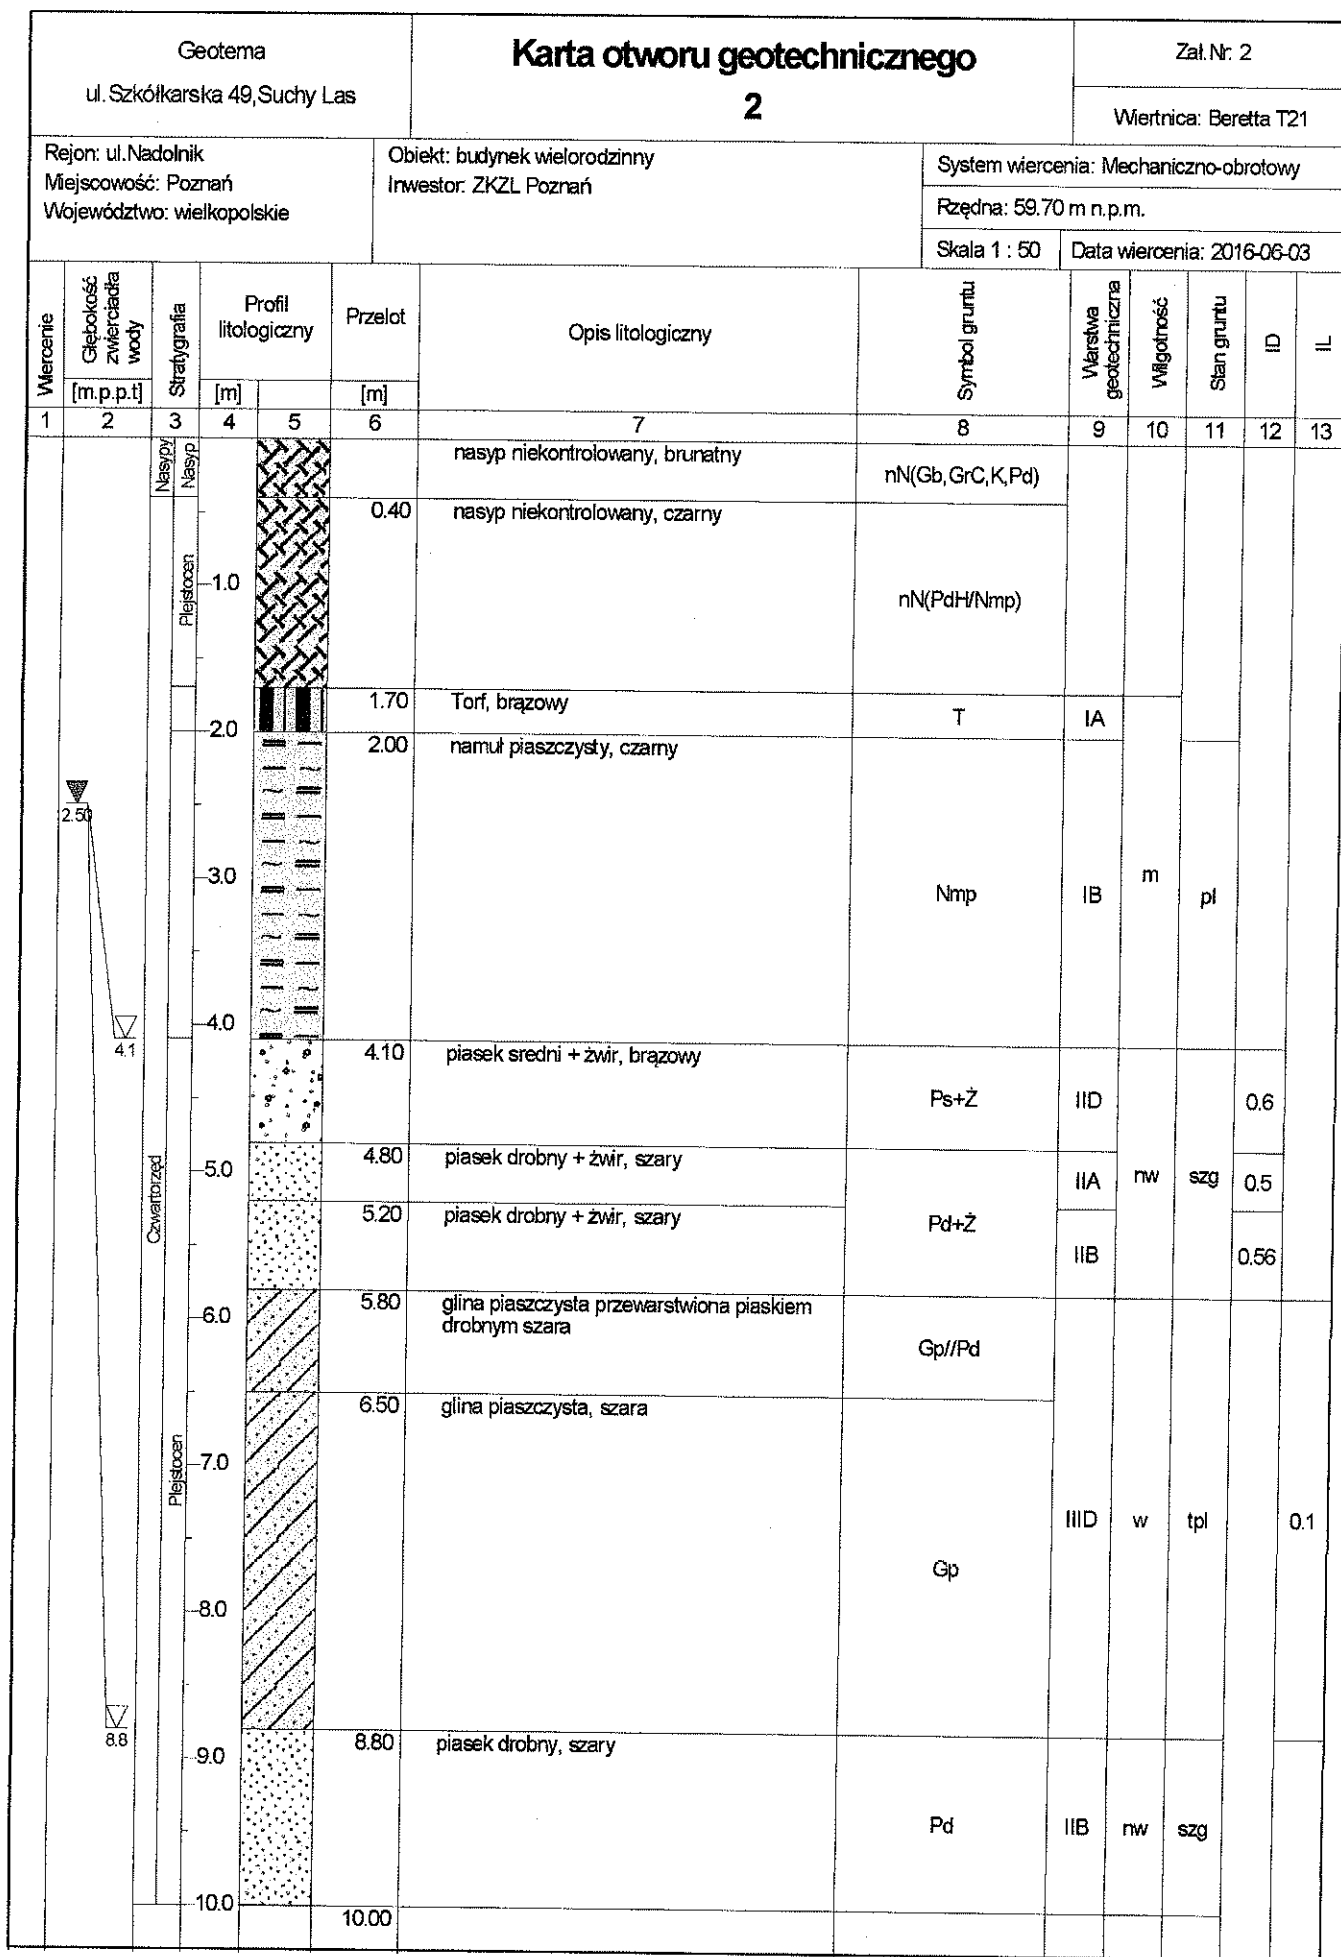 Geotema
ul.Szkółkarska 49,Suchy Las
Karta otworu geotechnicznego
2
Zał.Nr: 2
Wiertnica: Beretta T21
Rejon: ul.Nadolnik
Miejscowość: Poznań
Województwo: wielkopolskie
Obiekt: budynek wielorodzinny
Inwestor: ZKZL Poznań
System wiercenia: Mechaniczno-obrotowy
Rzędna: 59.70 m n.p.m.
Skala 1 : 50
Data wiercenia: 2016-06-03
Wiercenie
Głębokość zwierciadła wody
[m.p.p.t]
Stratygrafia
Profil litologiczny
[m]
Przelot
[m]
Opis litologiczny
Symbol gruntu
Warstwa geotechniczna
Wilgotność
Stan gruntu
ID
IL
1 2 3 4 5 6 7 8 9 10 11 12 13
Nasypy
Nasyp
nasyp niekontrolowany, brunatny
nN(Gb,GrC,K,Pd)
0.40 nasyp niekontrolowany, czarny
Plejstocen
1.0
nN(PdH/Nmp)
1.70 Torf, brązowy
T IA
2.0
2.00 namuł piaszczysty, czarny
2.50
3.0
Nmp IB m pl
4.0
4.1
4.10 piasek sredni + żwir, brązowy
Ps+Ż IID 0.6
4.80 piasek drobny + żwir, szary
5.0
IIA nw szg 0.5
Czwartorzęd
5.20 piasek drobny + żwir, szary
Pd+Ż
IIB 0.56
5.80 glina piaszczysta przewarstwiona piaskiem
drobnym szara
6.0
Gp//Pd
6.50 glina piaszczysta, szara
7.0
Plejstocen
IIID w tpl 0.1
Gp
8.0
8.8
8.80 piasek drobny, szary
9.0
Pd IIB nw szg
10.0
10.00